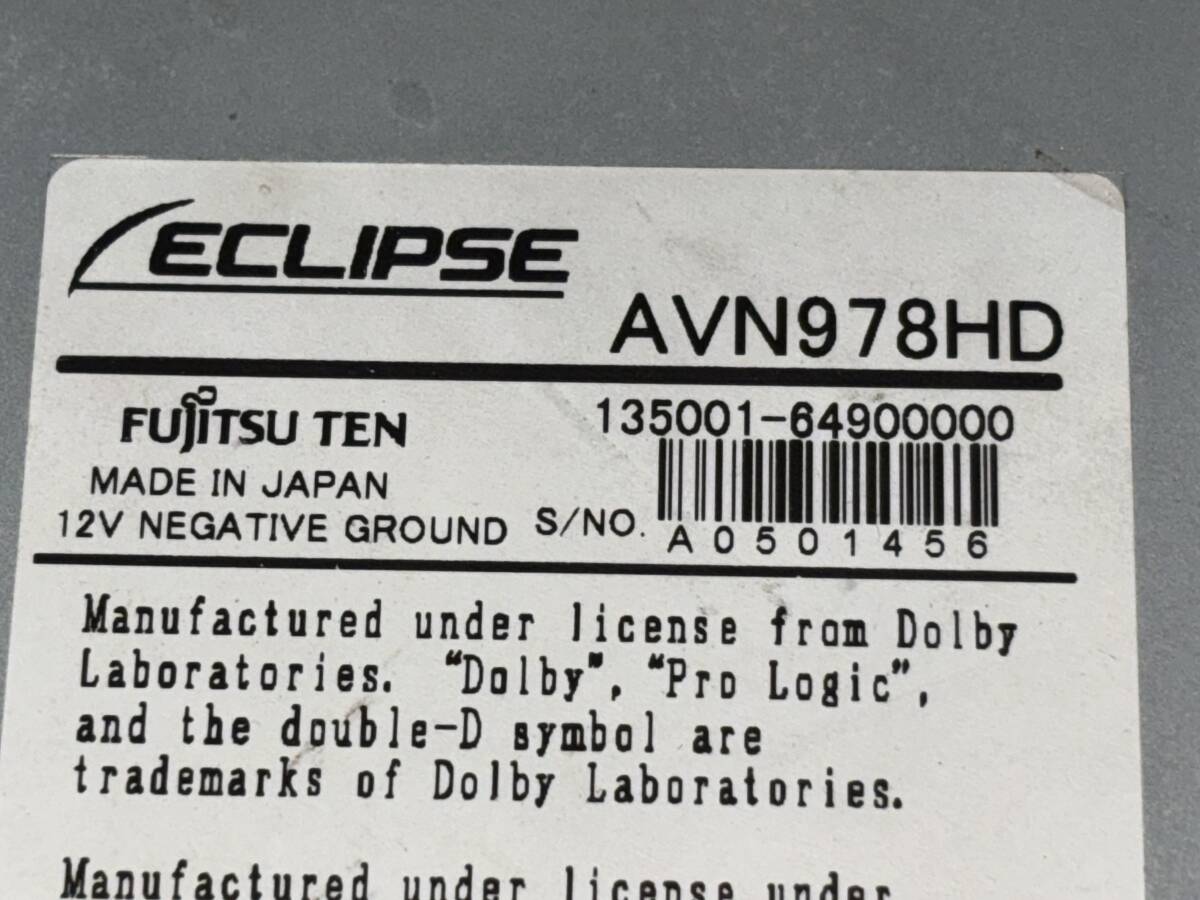 ECLIPSE
AVN978HD
FUJITSU TEN
135001-64900000
MADE IN JAPAN
12V NEGATIVE GROUND
S/NO. A0501456
Manufactured under license from Dolby
Laboratories. “Dolby”, “Pro Logic”,
and the double-D symbol are
trademarks of Dolby Laboratories.
Manufactured under license under